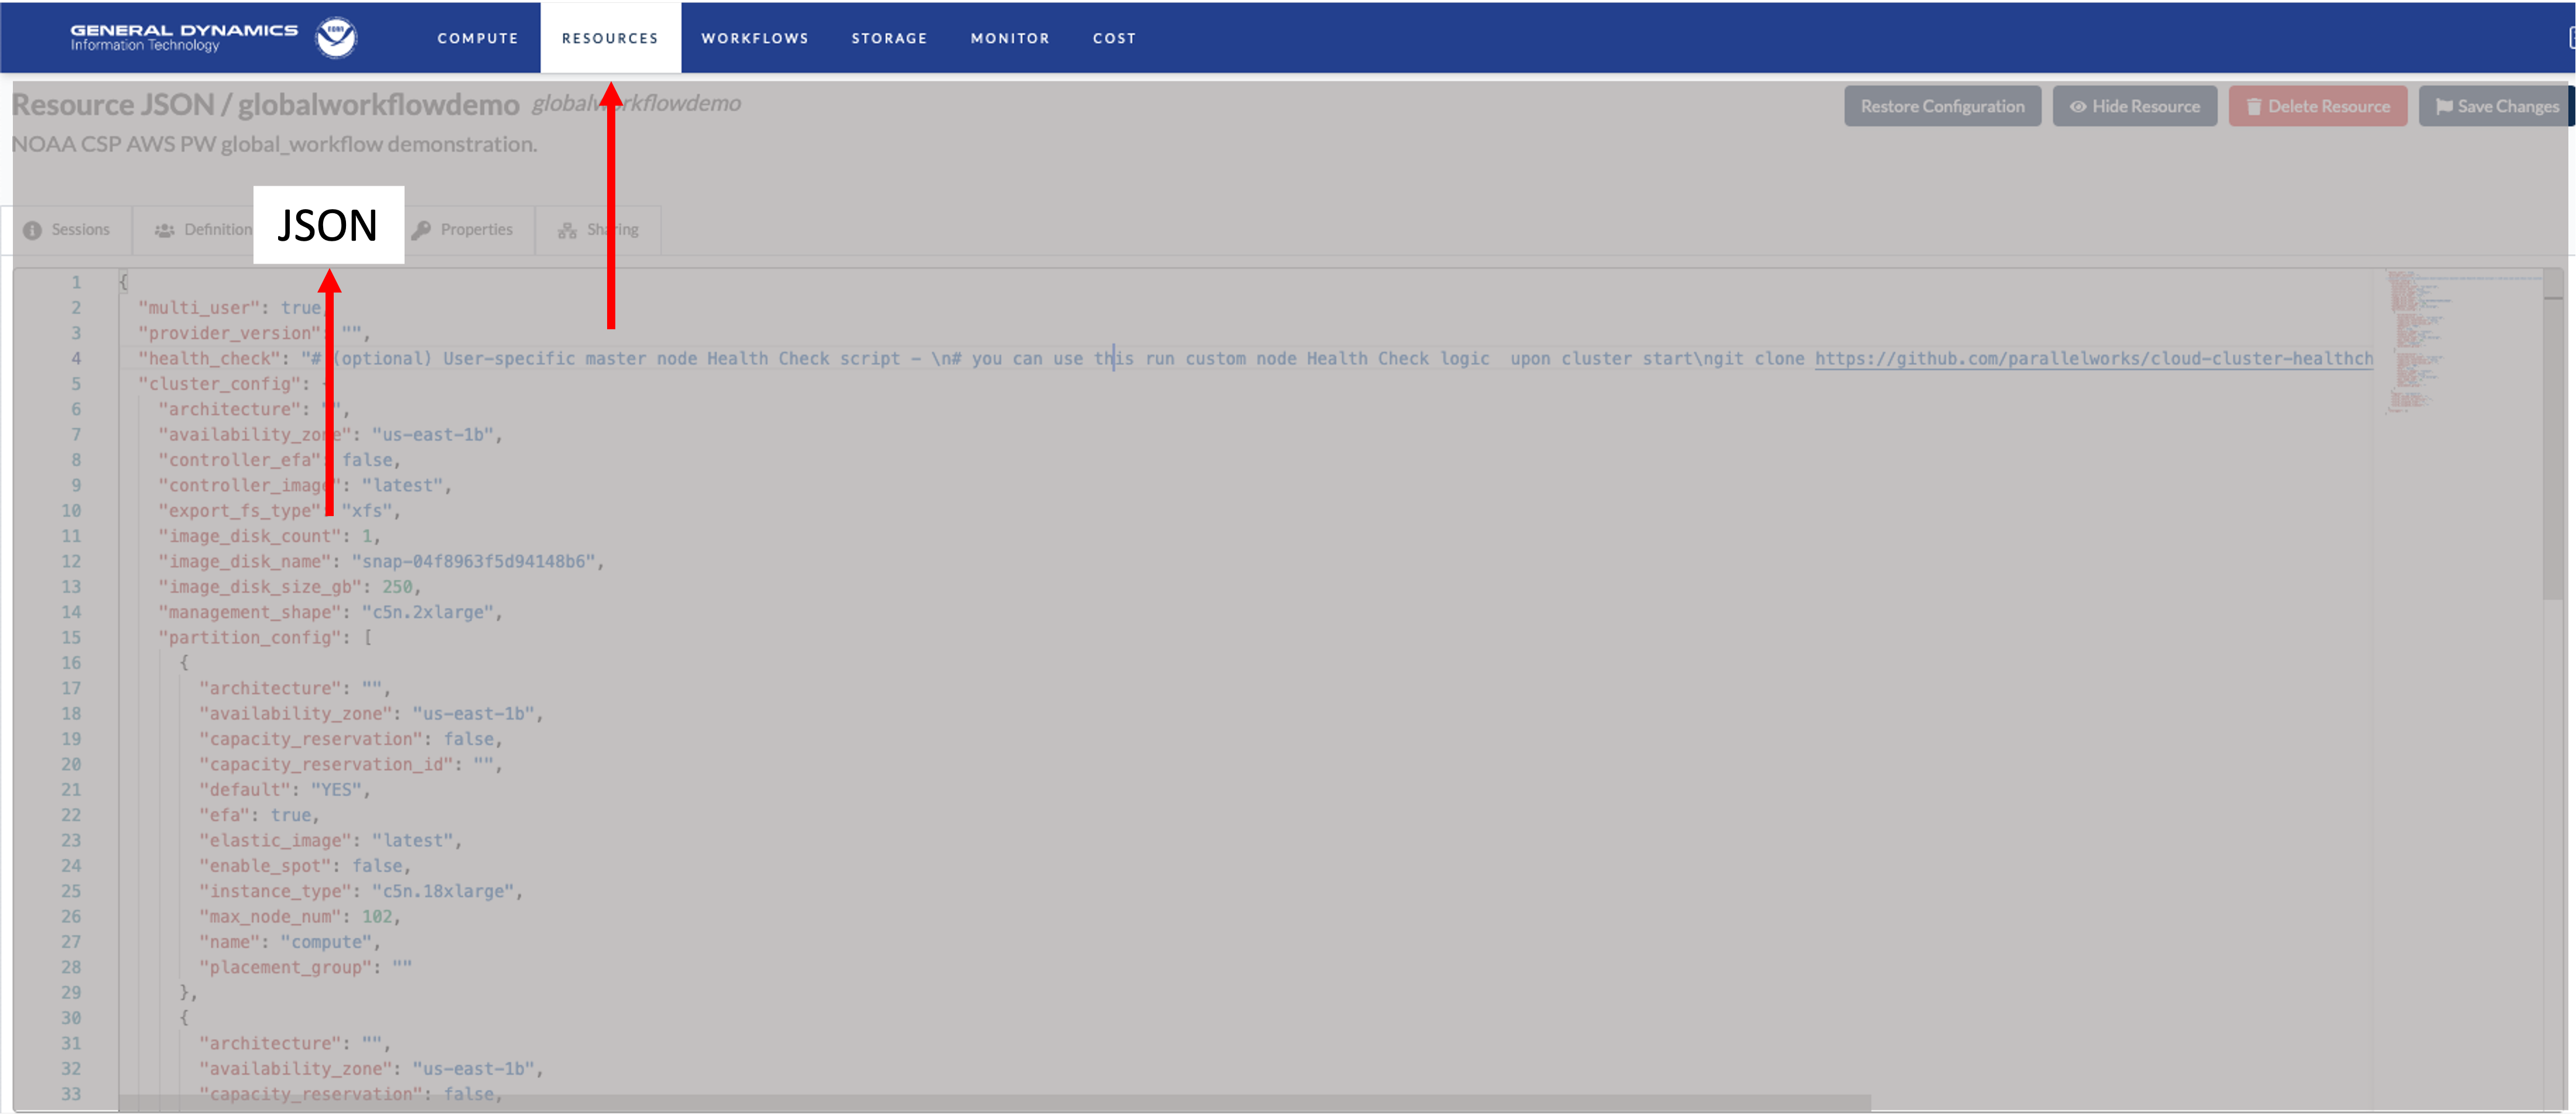 GENERAL DYNAMICS
Information Technology
NOAA
COMPUTE RESOURCES WORKFLOWS STORAGE MONITOR COST
Resource JSON / globalworkflowdemo globalworkflowdemo
Restore Configuration Hide Resource Delete Resource Save Changes
NOAA CSP AWS PW global_workflow demonstration.
Sessions Definition JSON Properties Sharing
1 {
2 "multi_user": true,
3 "provider_version": "",
4 "health_check": "# (optional) User-specific master node Health Check script - \n# you can use this run custom node Health Check logic  upon cluster start\ngit clone https://github.com/parallelworks/cloud-cluster-healthch
5 "cluster_config": {
6 "architecture": "",
7 "availability_zone": "us-east-1b",
8 "controller_efa": false,
9 "controller_image": "latest",
10 "export_fs_type": "xfs",
11 "image_disk_count": 1,
12 "image_disk_name": "snap-04f8963f5d94148b6",
13 "image_disk_size_gb": 250,
14 "management_shape": "c5n.2xlarge",
15 "partition_config": [
16 {
17 "architecture": "",
18 "availability_zone": "us-east-1b",
19 "capacity_reservation": false,
20 "capacity_reservation_id": "",
21 "default": "YES",
22 "efa": true,
23 "elastic_image": "latest",
24 "enable_spot": false,
25 "instance_type": "c5n.18xlarge",
26 "max_node_num": 102,
27 "name": "compute",
28 "placement_group": ""
29 },
30 {
31 "architecture": "",
32 "availability_zone": "us-east-1b",
33 "capacity_reservation": false,